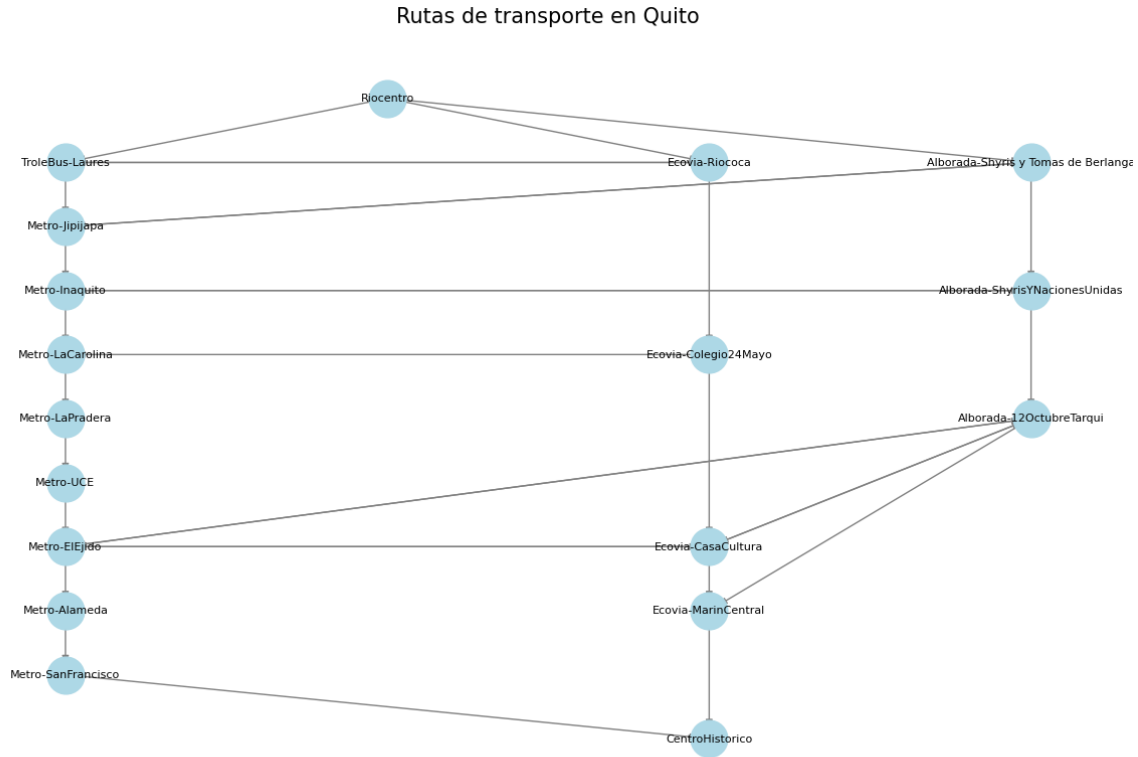 Rutas de transporte en Quito
Riocentro
TroleBus-Laures
Ecovia-Riococa
Alborada-Shyris y Tomas de Berlanga
Metro-Jipijapa
Metro-Inaquito
Alborada-ShyrisYNacionesUnidas
Metro-LaCarolina
Ecovia-Colegio24Mayo
Metro-LaPradera
Alborada-12OctubreTarqui
Metro-UCE
Metro-ElEjido
Ecovia-CasaCultura
Metro-Alameda
Ecovia-MarinCentral
Metro-SanFrancisco
CentroHistorico